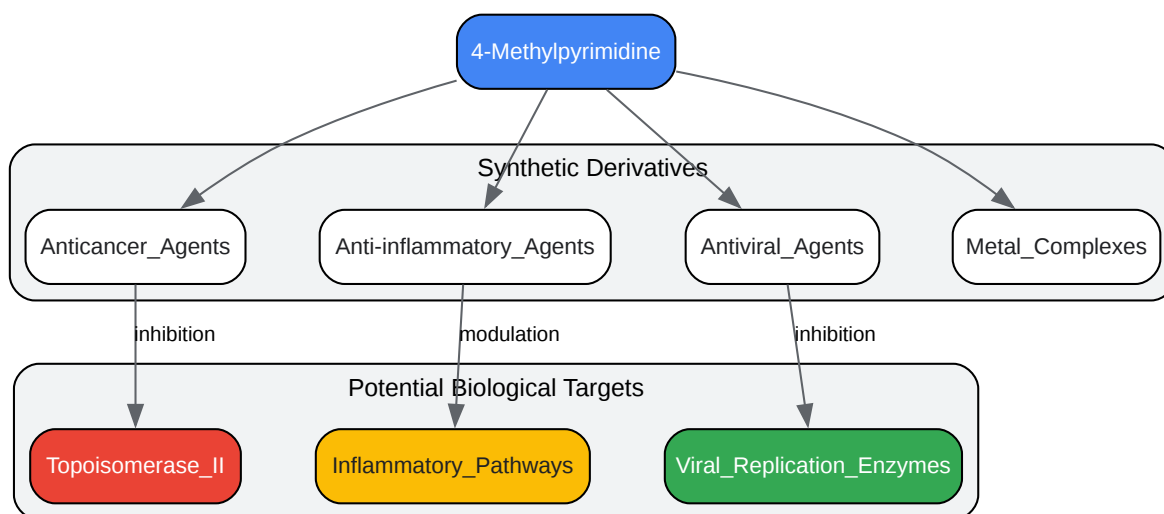 4-Methylpyrimidine
Synthetic Derivatives
Anticancer_Agents
Anti-inflammatory_Agents
Antiviral_Agents
Metal_Complexes
inhibition
modulation
inhibition
Potential Biological Targets
Topoisomerase_II
Inflammatory_Pathways
Viral_Replication_Enzymes